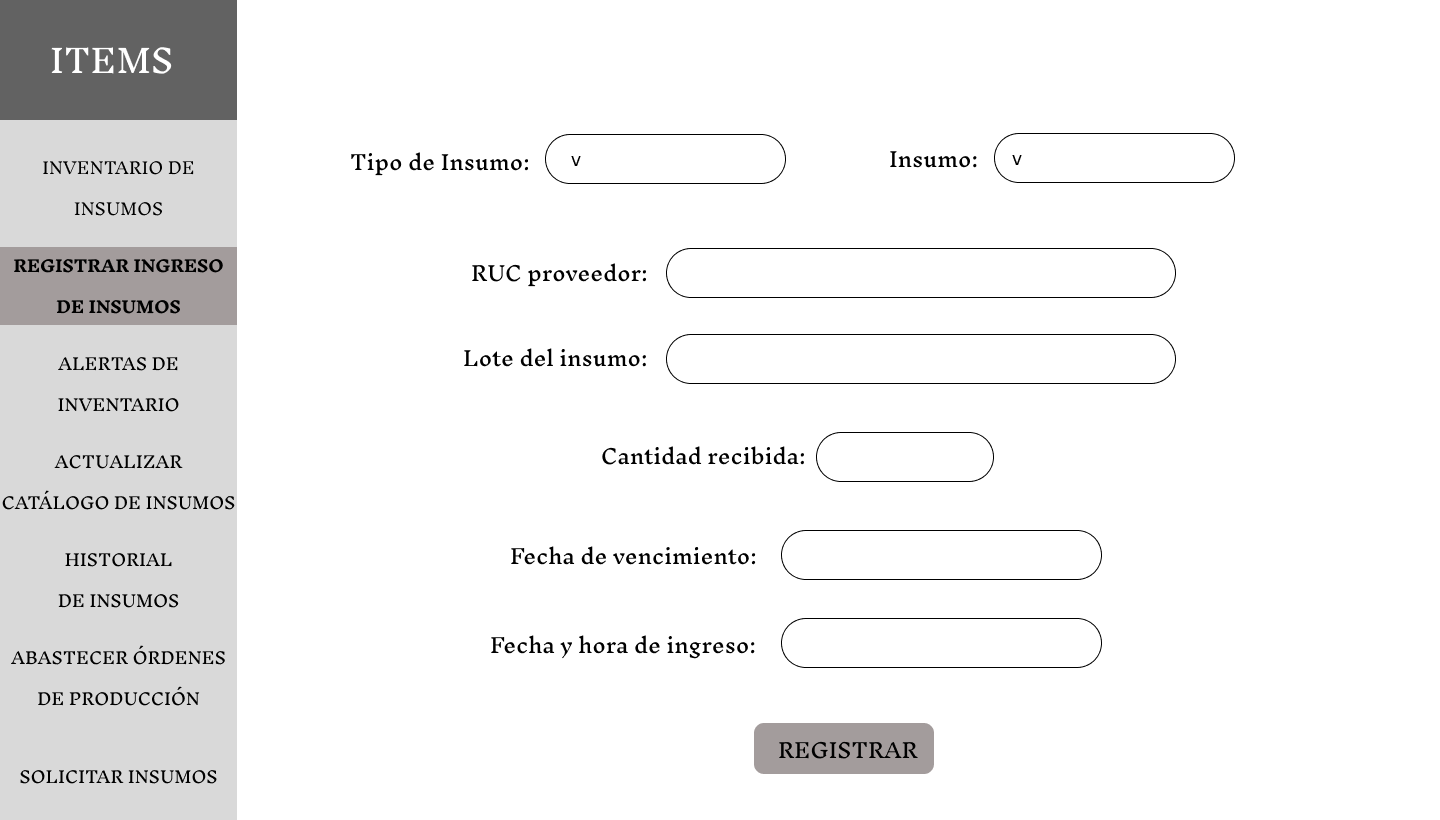 ITEMS
INVENTARIO DE
INSUMOS
REGISTRAR INGRESO
DE INSUMOS
ALERTAS DE
INVENTARIO
ACTUALIZAR
CATÁLOGO DE INSUMOS
HISTORIAL
DE INSUMOS
ABASTECER ÓRDENES
DE PRODUCCIÓN
SOLICITAR INSUMOS
Tipo de Insumo: v
Insumo: v
RUC proveedor:
Lote del insumo:
Cantidad recibida:
Fecha de vencimiento:
Fecha y hora de ingreso:
REGISTRAR